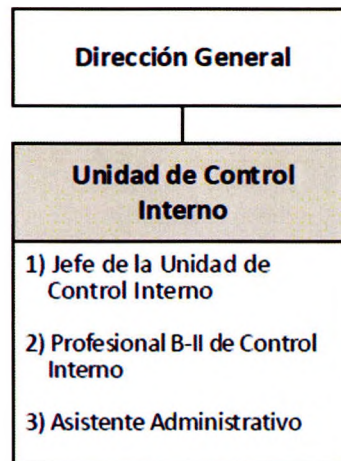 Dirección General
Unidad de Control
Interno
1) Jefe de la Unidad de
Control Interno
2) Profesional B-II de Control
Interno
3) Asistente Administrativo